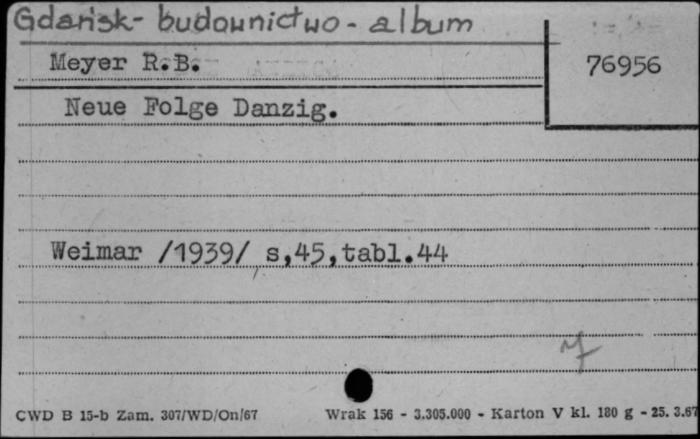 Gdańsk - budownictwo - album
Meyer R.B.
76956
Neue Folge Danzig.
Weimar /1939/ s,45,tabl.44
CWD B 15-b Zam. 307/WD/On/67 Wrak 156 - 3.305.000 - Karton V kl. 180 g - 25. 3.67